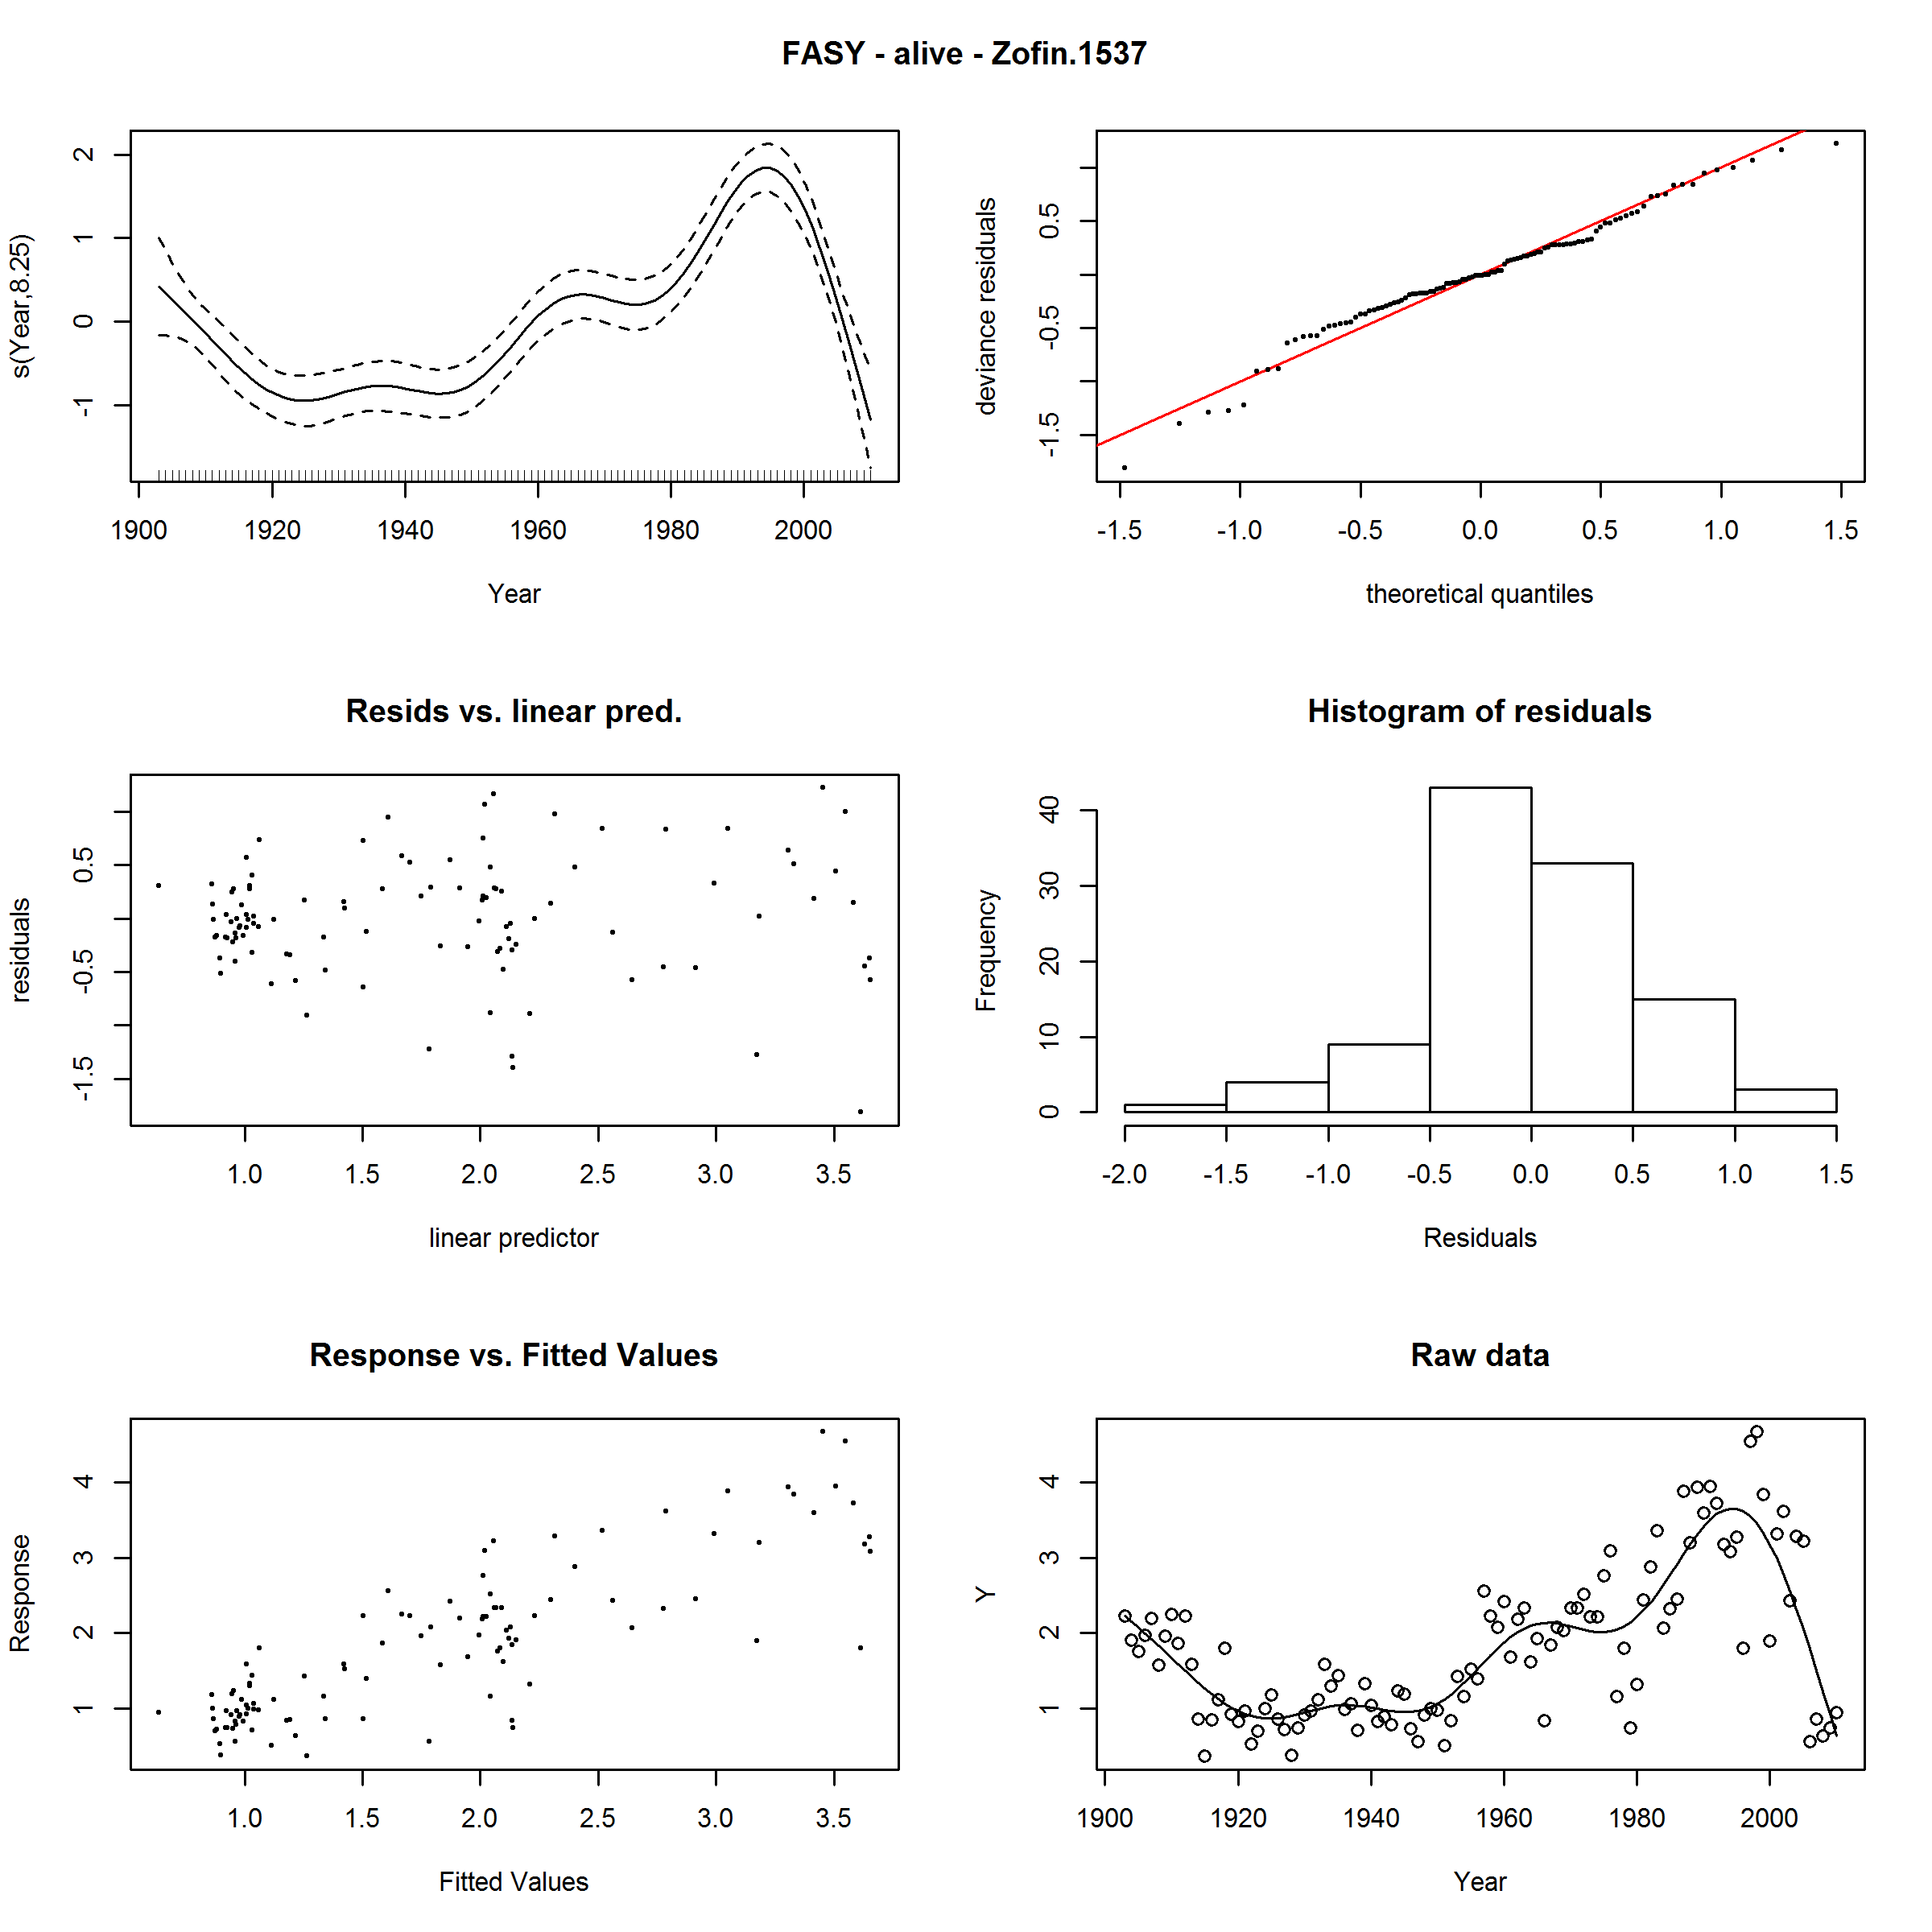 FASY - alive - Zofin.1537
s(Year,8.25)
2
1
0
-1
1900 1920 1940 1960 1980 2000
Year
deviance residuals
0.5
-0.5
-1.5
-1.5 -1.0 -0.5 0.0 0.5 1.0 1.5
theoretical quantiles
Resids vs. linear pred.
residuals
0.5
-0.5
-1.5
1.0 1.5 2.0 2.5 3.0 3.5
linear predictor
Histogram of residuals
Frequency
40
30
20
10
0
-2.0 -1.5 -1.0 -0.5 0.0 0.5 1.0 1.5
Residuals
Response vs. Fitted Values
Response
4
3
2
1
1.0 1.5 2.0 2.5 3.0 3.5
Fitted Values
Raw data
Y
4
3
2
1
1900 1920 1940 1960 1980 2000
Year